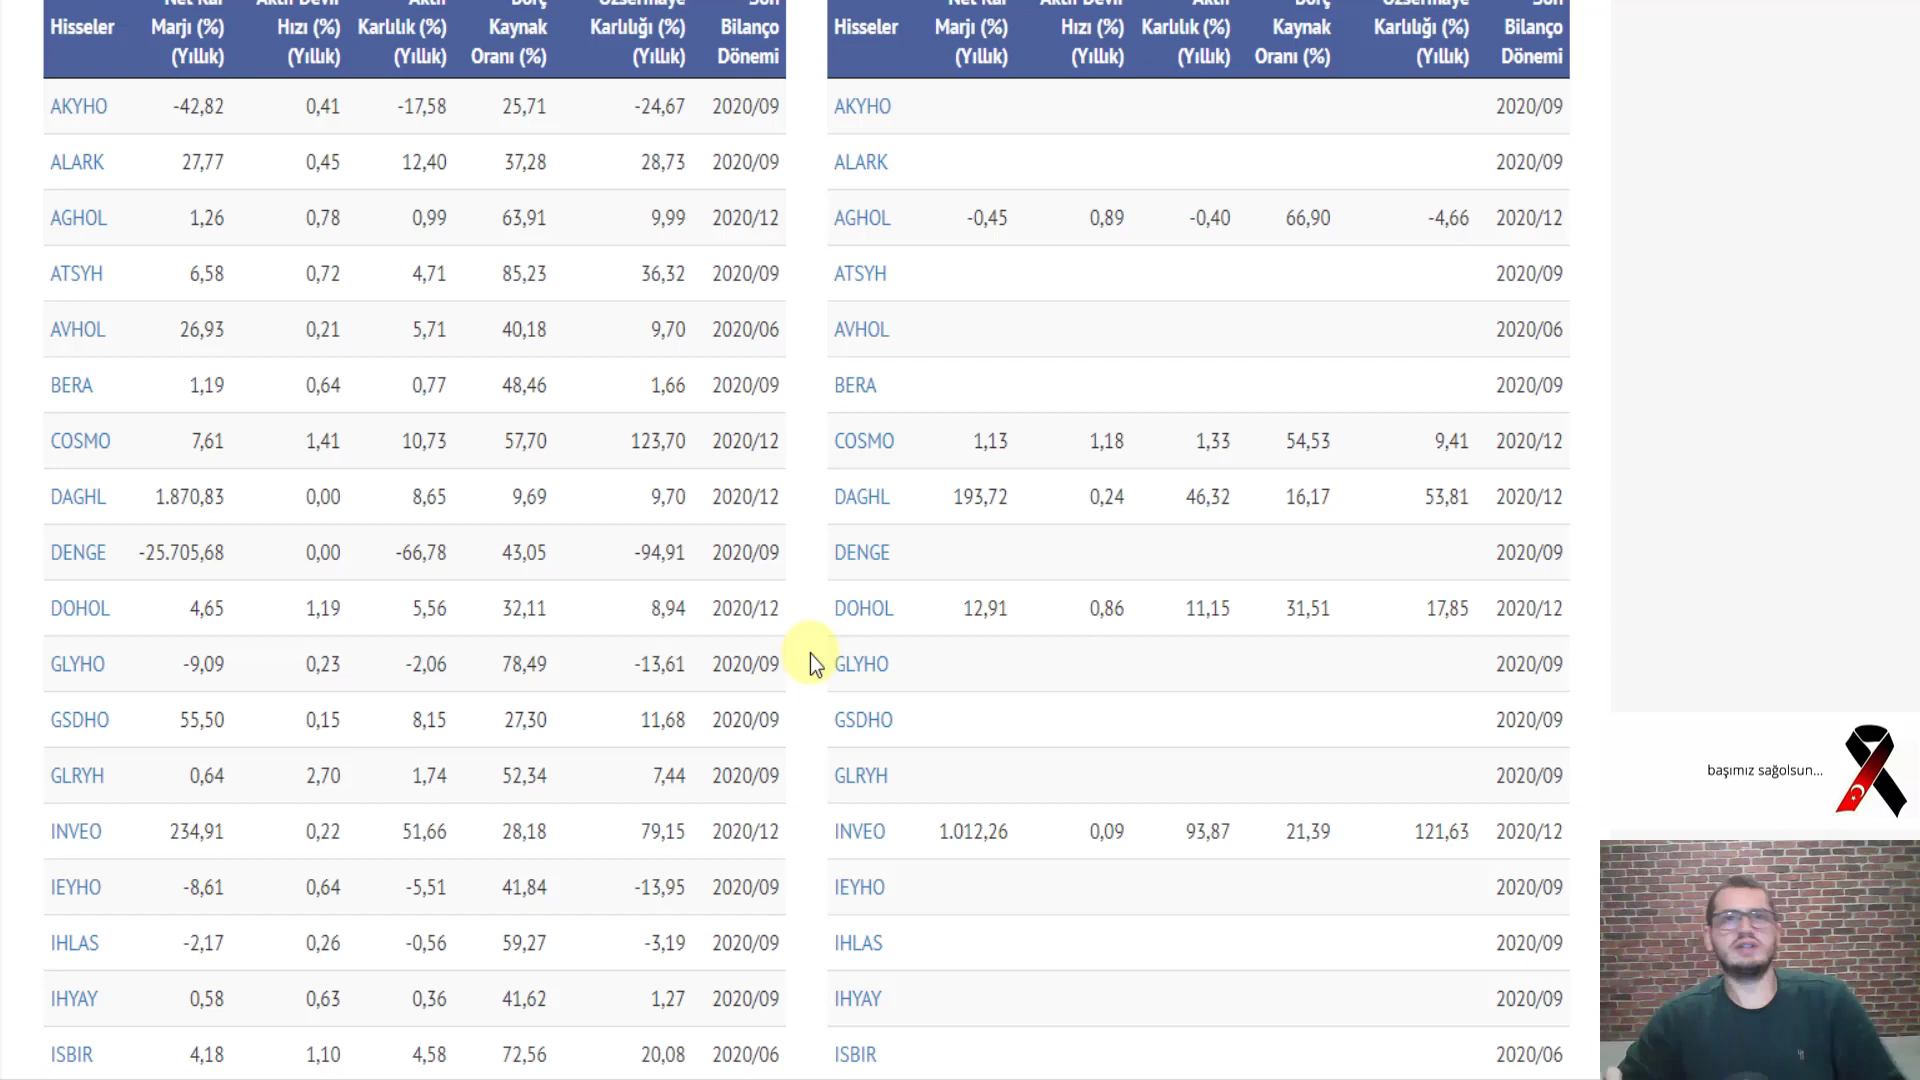 Net Kar Aktif Devir Aktif Borç Özsermaye Son
Hisseler Marjı (%) Hızı (%) Karlılık (%) Kaynak Karlılığı (%) Bilanço
(Yıllık) (Yıllık) (Yıllık) Oranı (%) (Yıllık) Dönemi
AKYHO -42,82 0,41 -17,58 25,71 -24,67 2020/09
ALARK 27,77 0,45 12,40 37,28 28,73 2020/09
AGHOL 1,26 0,78 0,99 63,91 9,99 2020/12
ATSYH 6,58 0,72 4,71 85,23 36,32 2020/09
AVHOL 26,93 0,21 5,71 40,18 9,70 2020/06
BERA 1,19 0,64 0,77 48,46 1,66 2020/09
COSMO 7,61 1,41 10,73 57,70 123,70 2020/12
DAGHL 1.870,83 0,00 8,65 9,69 9,70 2020/12
DENGE -25.705,68 0,00 -66,78 43,05 -94,91 2020/09
DOHOL 4,65 1,19 5,56 32,11 8,94 2020/12
GLYHO -9,09 0,23 -2,06 78,49 -13,61 2020/09
GSDHO 55,50 0,15 8,15 27,30 11,68 2020/09
GLRYH 0,64 2,70 1,74 52,34 7,44 2020/09
INVEO 234,91 0,22 51,66 28,18 79,15 2020/12
IEYHO -8,61 0,64 -5,51 41,84 -13,95 2020/09
IHLAS -2,17 0,26 -0,56 59,27 -3,19 2020/09
IHYAY 0,58 0,63 0,36 41,62 1,27 2020/09
ISBIR 4,18 1,10 4,58 72,56 20,08 2020/06
Net Kar Aktif Devir Aktif Borç Özsermaye Son
Hisseler Marjı (%) Hızı (%) Karlılık (%) Kaynak Karlılığı (%) Bilanço
(Yıllık) (Yıllık) (Yıllık) Oranı (%) (Yıllık) Dönemi
AKYHO 2020/09
ALARK 2020/09
AGHOL -0,45 0,89 -0,40 66,90 -4,66 2020/12
ATSYH 2020/09
AVHOL 2020/06
BERA 2020/09
COSMO 1,13 1,18 1,33 54,53 9,41 2020/12
DAGHL 193,72 0,24 46,32 16,17 53,81 2020/12
DENGE 2020/09
DOHOL 12,91 0,86 11,15 31,51 17,85 2020/12
GLYHO 2020/09
GSDHO 2020/09
GLRYH 2020/09
INVEO 1.012,26 0,09 93,87 21,39 121,63 2020/12
IEYHO 2020/09
IHLAS 2020/09
IHYAY 2020/09
ISBIR 2020/06
başımız sağolsun...